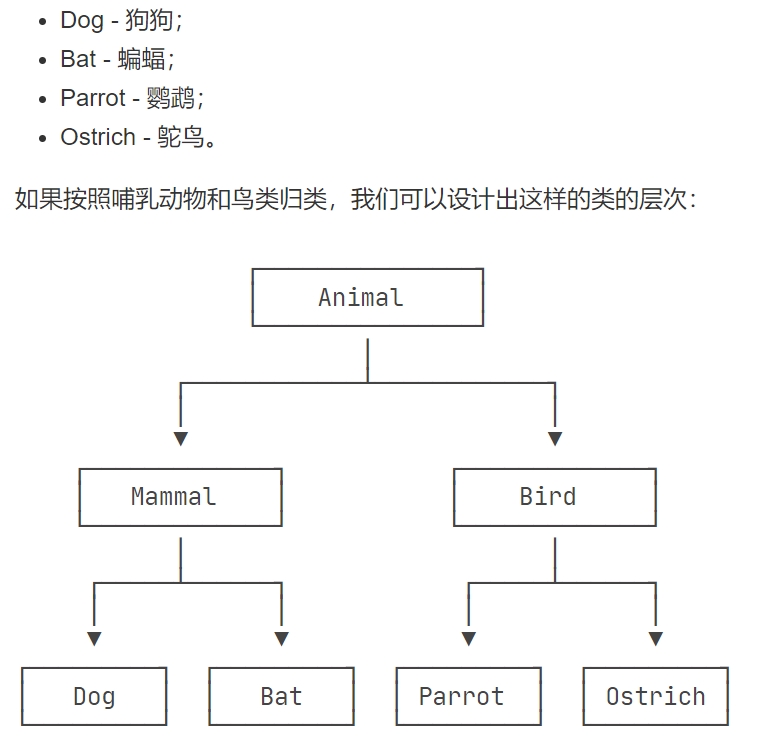 Dog - 狗狗；
Bat - 蝙蝠；
Parrot - 鹦鹉；
Ostrich - 鸵鸟。
如果按照哺乳动物和鸟类归类，我们可以设计出这样的类的层次：
Animal
Mammal Bird
Dog Bat Parrot Ostrich